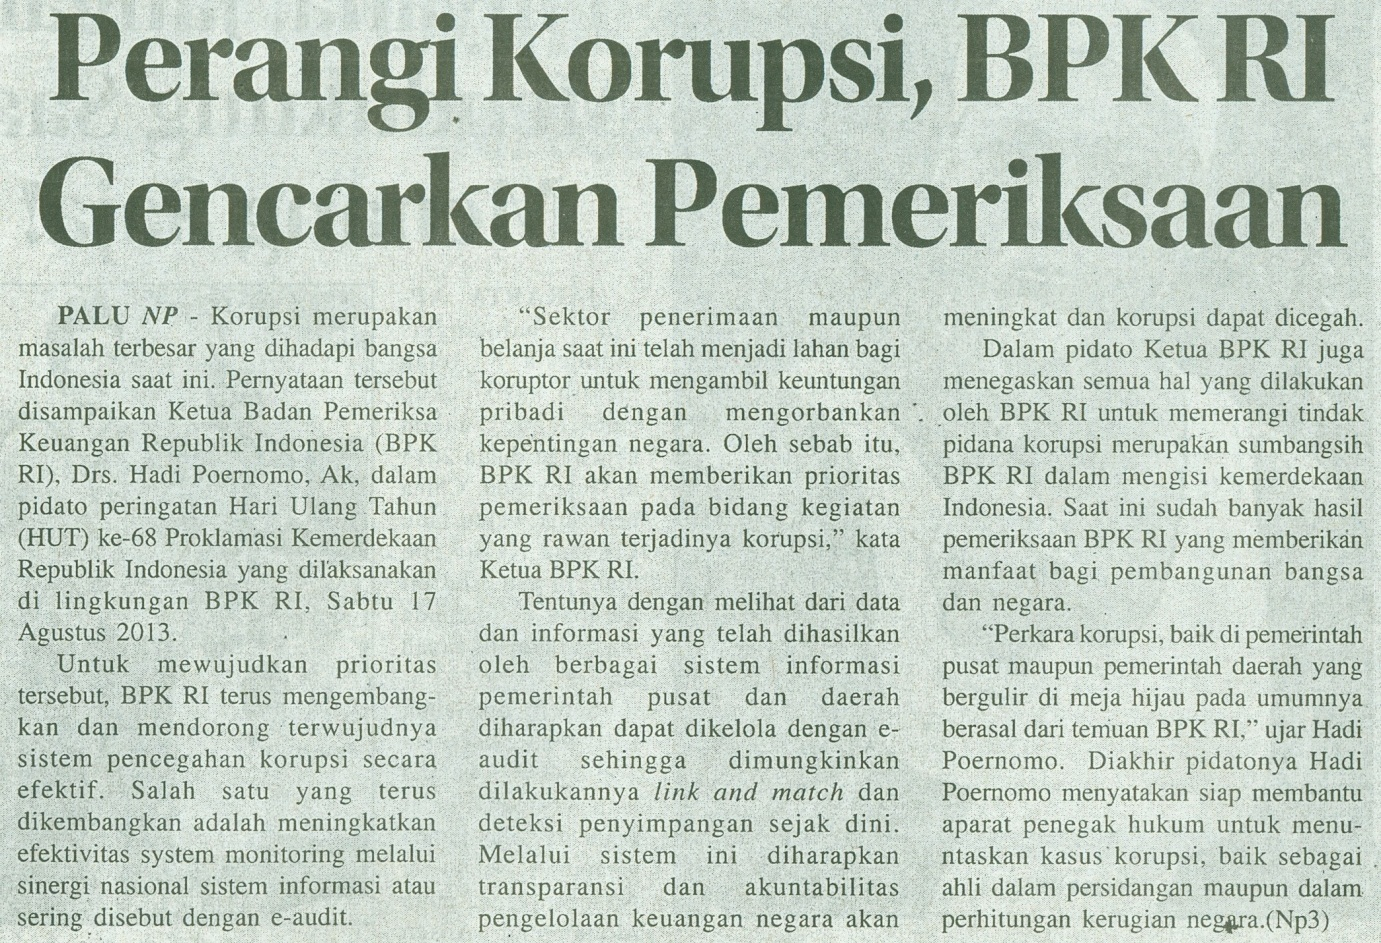 Perangi Korupsi, BPK RI
Gencarkan Pemeriksaan
PALU NP - Korupsi merupakan
masalah terbesar yang dihadapi bangsa
Indonesia saat ini. Pernyataan tersebut
disampaikan Ketua Badan Pemeriksa
Keuangan Republik Indonesia (BPK
RI), Drs. Hadi Poernomo, Ak, dalam
pidato peringatan Hari Ulang Tahun
(HUT) ke-68 Proklamasi Kemerdekaan
Republik Indonesia yang dilaksanakan
di lingkungan BPK RI, Sabtu 17
Agustus 2013.
Untuk mewujudkan prioritas
tersebut, BPK RI terus mengembang-
kan dan mendorong terwujudnya
sistem pencegahan korupsi secara
efektif. Salah satu yang terus
dikembangkan adalah meningkatkan
efektivitas system monitoring melalui
sinergi nasional sistem informasi atau
sering disebut dengan e-audit.
“Sektor penerimaan maupun
belanja saat ini telah menjadi lahan bagi
koruptor untuk mengambil keuntungan
pribadi dengan mengorbankan
kepentingan negara. Oleh sebab itu,
BPK RI akan memberikan prioritas
pemeriksaan pada bidang kegiatan
yang rawan terjadinya korupsi,” kata
Ketua BPK RI.
Tentunya dengan melihat dari data
dan informasi yang telah dihasilkan
oleh berbagai sistem informasi
pemerintah pusat dan daerah
diharapkan dapat dikelola dengan e-
audit sehingga dimungkinkan
dilakukannya link and match dan
deteksi penyimpangan sejak dini.
Melalui sistem ini diharapkan
transparansi dan akuntabilitas
pengelolaan keuangan negara akan
meningkat dan korupsi dapat dicegah.
Dalam pidato Ketua BPK RI juga
menegaskan semua hal yang dilakukan
oleh BPK RI untuk memerangi tindak
pidana korupsi merupakan sumbangsih
BPK RI dalam mengisi kemerdekaan
Indonesia. Saat ini sudah banyak hasil
pemeriksaan BPK RI yang memberikan
manfaat bagi pembangunan bangsa
dan negara.
“Perkara korupsi, baik di pemerintah
pusat maupun pemerintah daerah yang
bergulir di meja hijau pada umumnya
berasal dari temuan BPK RI,” ujar Hadi
Poernomo. Diakhir pidatonya Hadi
Poernomo menyatakan siap membantu
aparat penegak hukum untuk menu-
ntaskan kasus korupsi, baik sebagai
ahli dalam persidangan maupun dalam
perhitungan kerugian negara.(Np3)